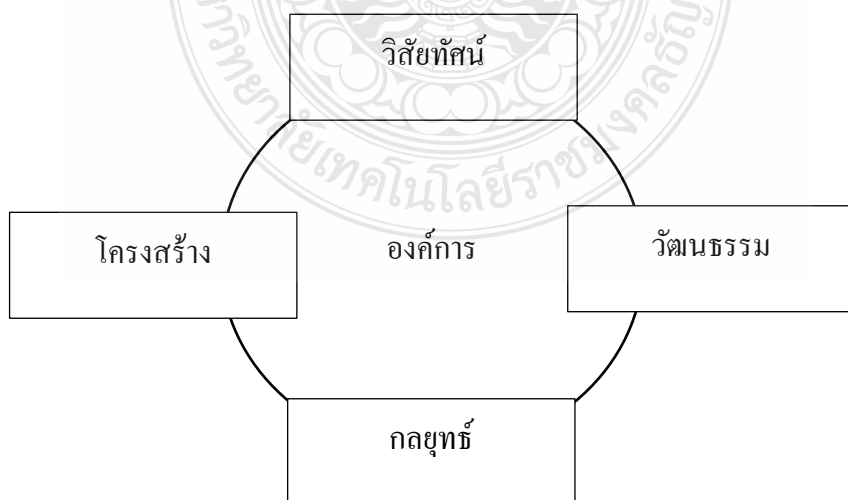 วิสัยทัศน์
โครงสร้าง
องค์การ
วัฒนธรรม
กลยุทธ์